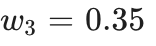 w₃ = 0.35